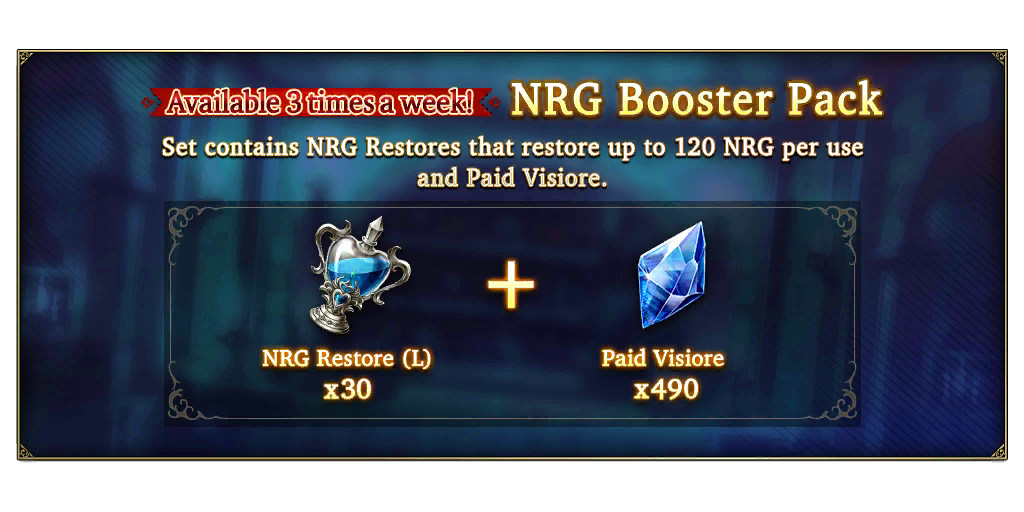 Available 3 times a week! NRG Booster Pack
Set contains NRG Restores that restore up to 120 NRG per use
and Paid Visiore.
+
NRG Restore (L) Paid Visiore
x30 x490